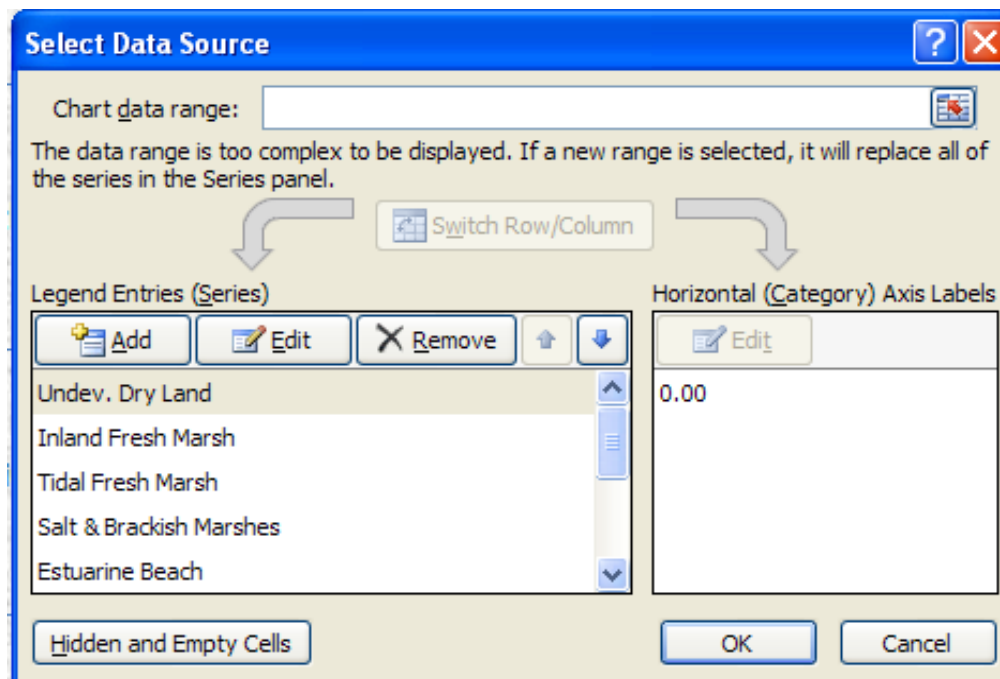 Select Data Source
?
Chart data range:
The data range is too complex to be displayed. If a new range is selected, it will replace all of
the series in the Series panel.
Switch Row/Column
Legend Entries (Series)
Horizontal (Category) Axis Labels
Add
Edit
Remove
Edit
Undev. Dry Land
0.00
Inland Fresh Marsh
Tidal Fresh Marsh
Salt & Brackish Marshes
Estuarine Beach
Hidden and Empty Cells
OK
Cancel